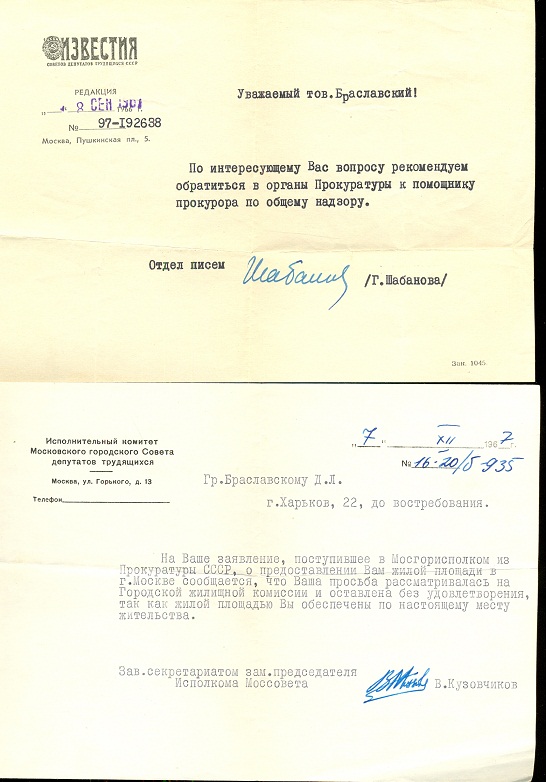 ИЗВЕСТИЯ
СОВЕТОВ ДЕПУТАТОВ ТРУДЯЩИХСЯ СССР
РЕДАКЦИЯ
8 СЕН 1967
№ 97-I92688
Москва, Пушкинская пл., 5.
Уважаемый тов.Браславский!
По интересующему Вас вопросу рекомендуем
обратиться в органы Прокуратуры к помощнику
прокурора по общему надзору.
Отдел писем Шабанова /Г.Шабанова/
Зак. 1045
Исполнительный комитет
Московского городского Совета
депутатов трудящихся
Москва, ул. Горького, д. 13
Телефон
„7“ XII 1967 г.
№ 16-20/5-935
Гр.Браславскому Д.Л.
г.Харьков, 22, до востребования.
На Ваше заявление, поступившее в Мосгорисполком из
Прокуратуры СССР, о предоставлении Вам жилой площади в
г.Москве сообщается, что Ваша просьба рассматривалась на
Городской жилищной комиссии и оставлена без удовлетворения,
так как жилой площадью Вы обеспечены по настоящему месту
жительства.
Зав.секретариатом зам.председателя
Исполкома Моссовета
В.Кузовчиков